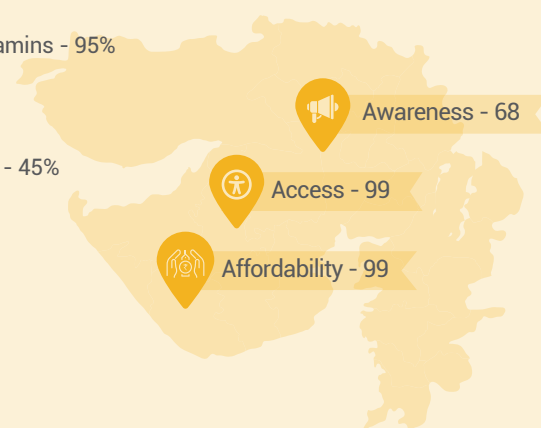 amins - 95%
Awareness - 68
- 45%
Access - 99
Affordability - 99